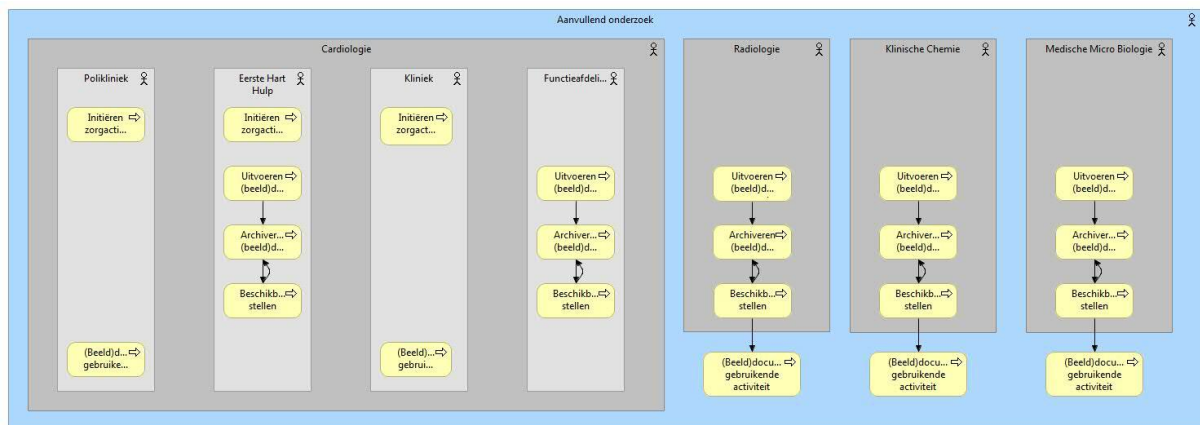 Aanvullend onderzoek
Cardiologie
Polikliniek
Initiëren
zorgacti...
(Beeld)d...
gebruike...
Eerste Hart
Hulp
Initiëren
zorgacti...
Uitvoeren
(beeld)d...
Archiver...
(beeld)d...
Beschikb...
stellen
Kliniek
Initiëren
zorgact...
(Beeld)...
gebrui...
Functieafdeli...
Uitvoeren
(beeld)d...
Archiver...
(beeld)d...
Beschikb...
stellen
Radiologie
Uitvoeren
(beeld)d...
Archiveren
(beeld)d...
Beschikb...
stellen
(Beeld)docu...
gebruikende
activiteit
Klinische Chemie
Uitvoeren
(beeld)d...
Archiver...
(beeld)d...
Beschikb...
stellen
(Beeld)docu...
gebruikende
activiteit
Medische Micro Biologie
Uitvoeren
(beeld)d...
Archiver...
(beeld)d...
Beschikb...
stellen
(Beeld)docu...
gebruikende
activiteit